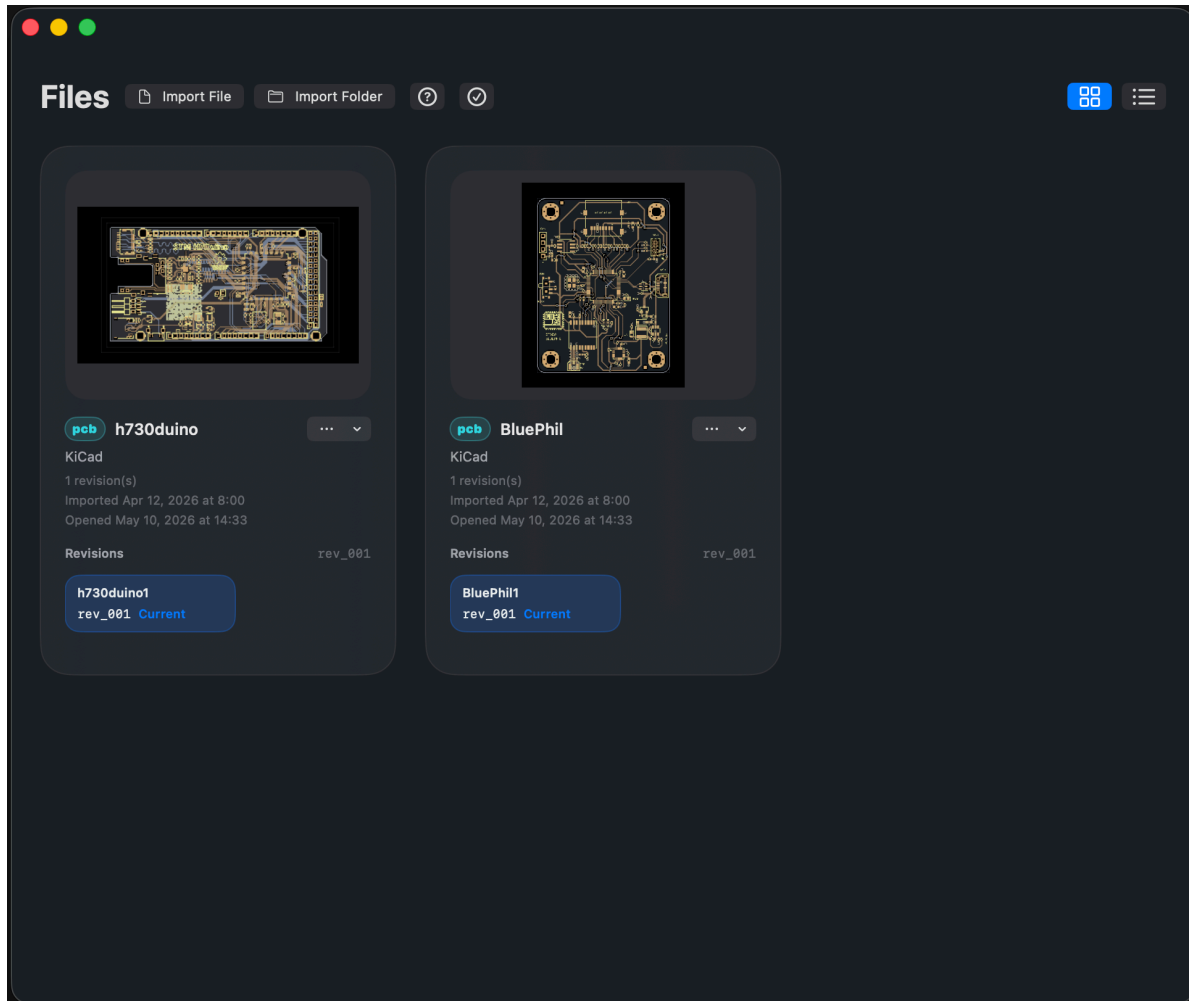 Files
Import File
Import Folder
pcb h730duino
KiCad
1 revision(s)
Imported Apr 12, 2026 at 8:00
Opened May 10, 2026 at 14:33
Revisions rev_001
h730duino1
rev_001 Current
pcb BluePhil
KiCad
1 revision(s)
Imported Apr 12, 2026 at 8:00
Opened May 10, 2026 at 14:33
Revisions rev_001
BluePhil1
rev_001 Current